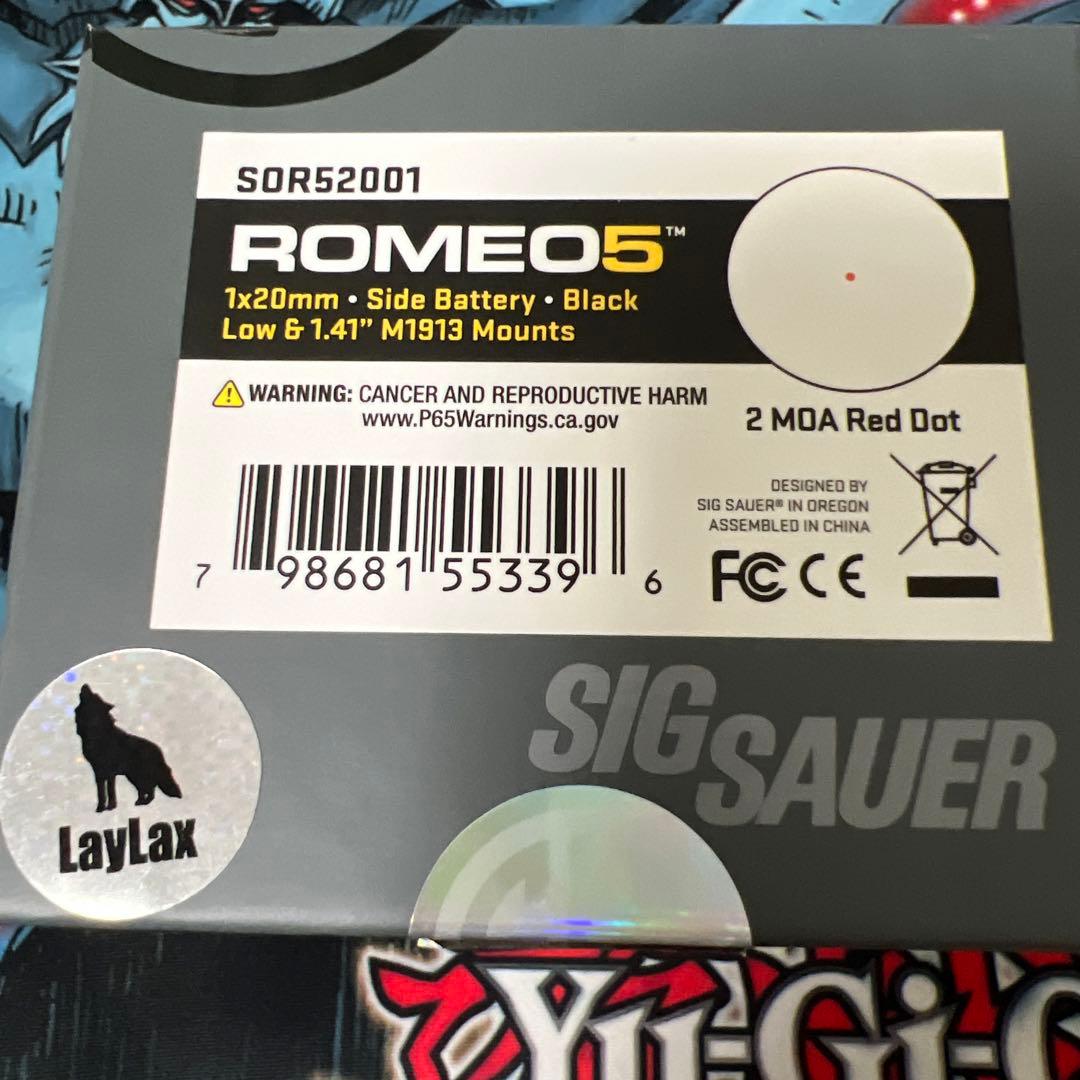 SOR52001
ROMEO5™
1x20mm • Side Battery • Black
Low & 1.41” M1913 Mounts
WARNING: CANCER AND REPRODUCTIVE HARM
www.P65Warnings.ca.gov
2 MOA Red Dot
DESIGNED BY
SIG SAUER® IN OREGON
ASSEMBLED IN CHINA
FC CE
7 98681 55339 6
SIG SAUER
LayLax
Yu-Gi-O